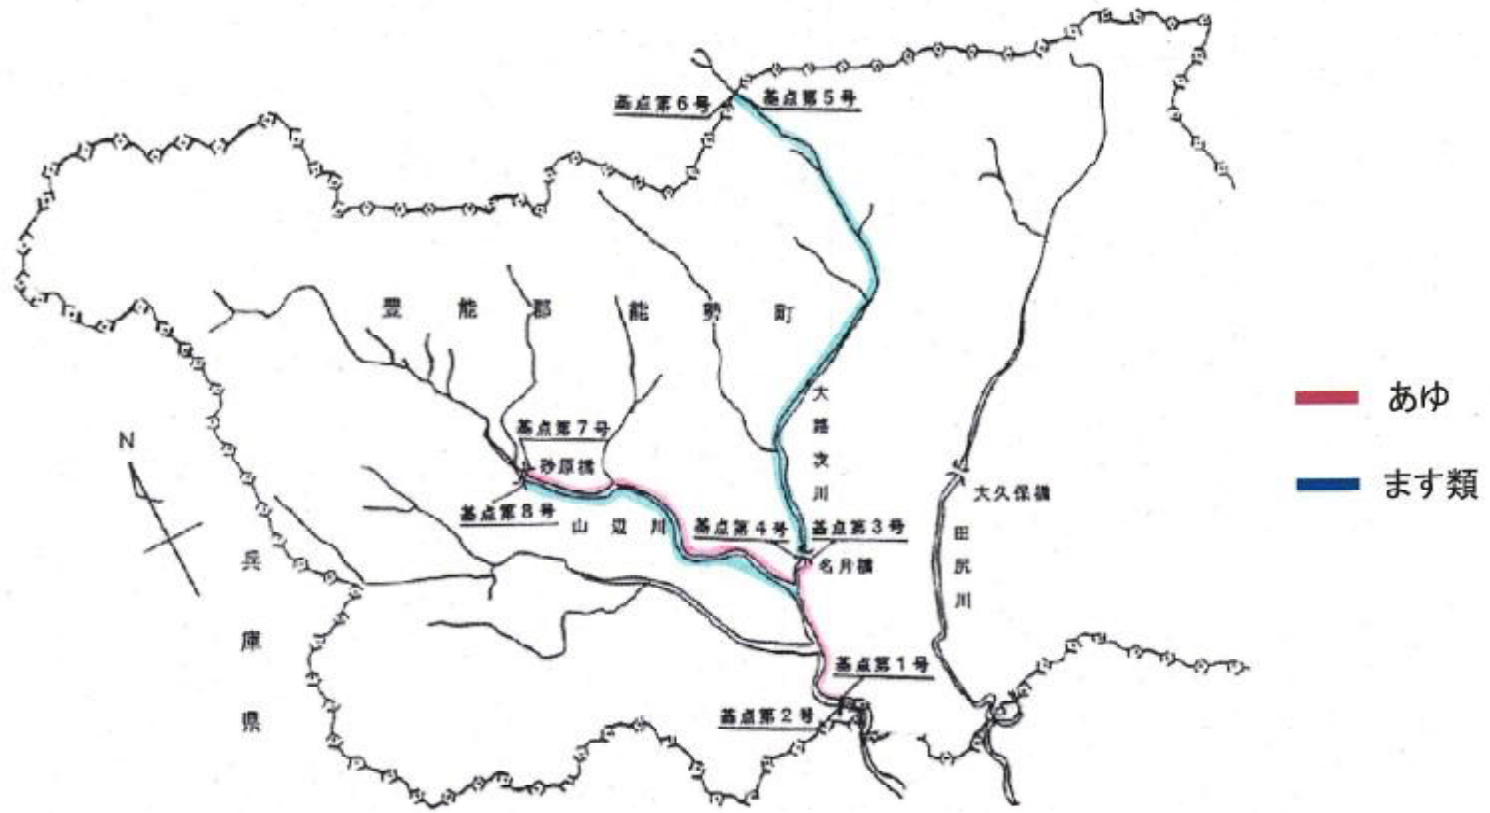 基点第6号
基点第5号
豊能郡能勢町
大路次川
基点第7号
砂原橋
基点第8号
山辺川
基点第4号
基点第3号
名月橋
大久保橋
田尻川
基点第1号
基点第2号
兵庫県
N
あゆ
ます類